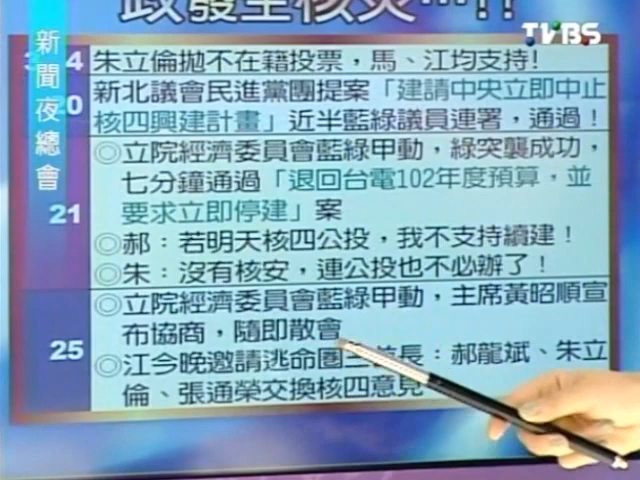 政發全核災…!!
TVBS
新聞夜總會
4
朱立倫拋不在籍投票，馬、江均支持!
20
新北議會民進黨團提案「建請中央立即中止
核四興建計畫」近半藍綠議員連署，通過！
21
◎立院經濟委員會藍綠甲動，綠突襲成功，
七分鐘通過「退回台電102年度預算，並
要求立即停建」案
◎郝：若明天核四公投，我不支持續建！
◎朱：沒有核安，連公投也不必辦了！
25
◎立院經濟委員會藍綠甲動，主席黃昭順宣
布協商，隨即散會
◎江今晚邀請逃命圈三首長：郝龍斌、朱立
倫、張通榮交換核四意見